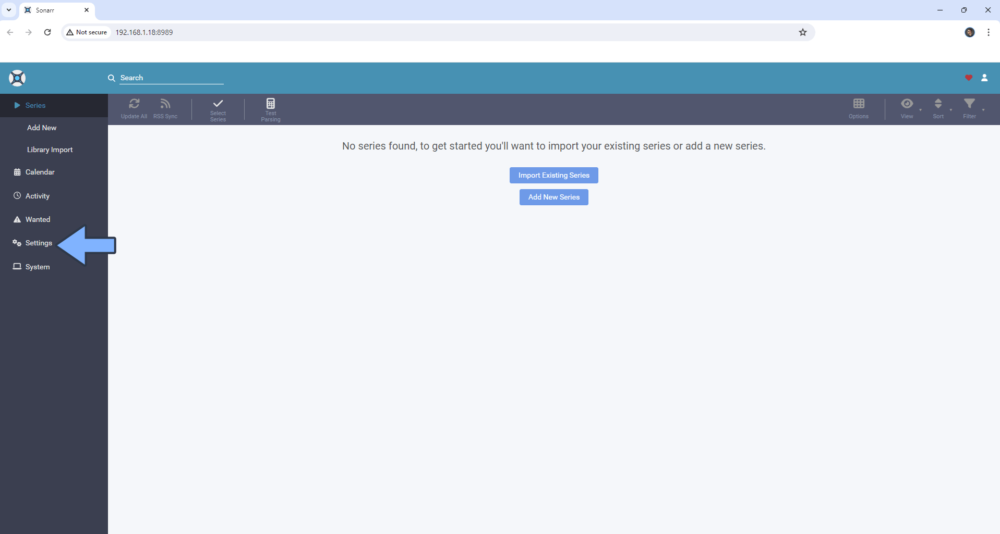 Sonarr
Not secure
192.168.1.18:8989
Search
Series
Add New
Library Import
Calendar
Activity
Wanted
Settings
System
Update All
RSS Sync
Select
Series
Test
Parsing
Options
View
Sort
Filter
No series found, to get started you'll want to import your existing series or add a new series.
Import Existing Series
Add New Series